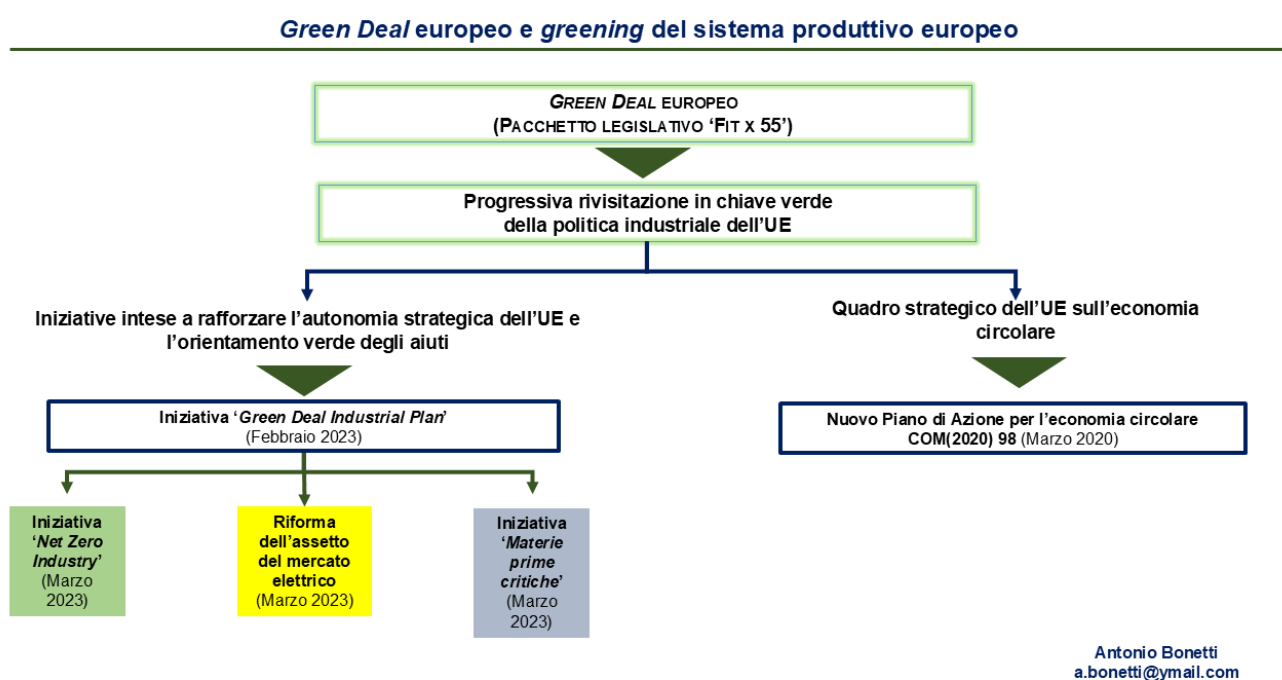 Green Deal europeo e greening del sistema produttivo europeo
GREEN DEAL EUROPEO
(PACCHETTO LEGISLATIVO ‘FIT X 55’)
Progressiva rivisitazione in chiave verde
della politica industriale dell’UE
Iniziative intese a rafforzare l’autonomia strategica dell’UE e
l’orientamento verde degli aiuti
Quadro strategico dell’UE sull’economia
circolare
Iniziativa ‘Green Deal Industrial Plan’
(Febbraio 2023)
Nuovo Piano di Azione per l’economia circolare
COM(2020) 98 (Marzo 2020)
Iniziativa
‘Net Zero
Industry’
(Marzo
2023)
Riforma
dell’assetto
del mercato
elettrico
(Marzo 2023)
Iniziativa
‘Materie
prime
critiche’
(Marzo
2023)
Antonio Bonetti
a.bonetti@ymail.com